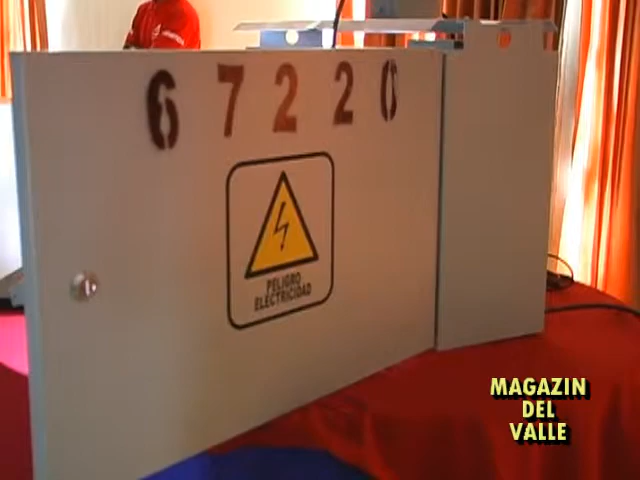 67220
PELIGRO
ELECTRICIDAD
MAGAZIN
DEL
VALLE